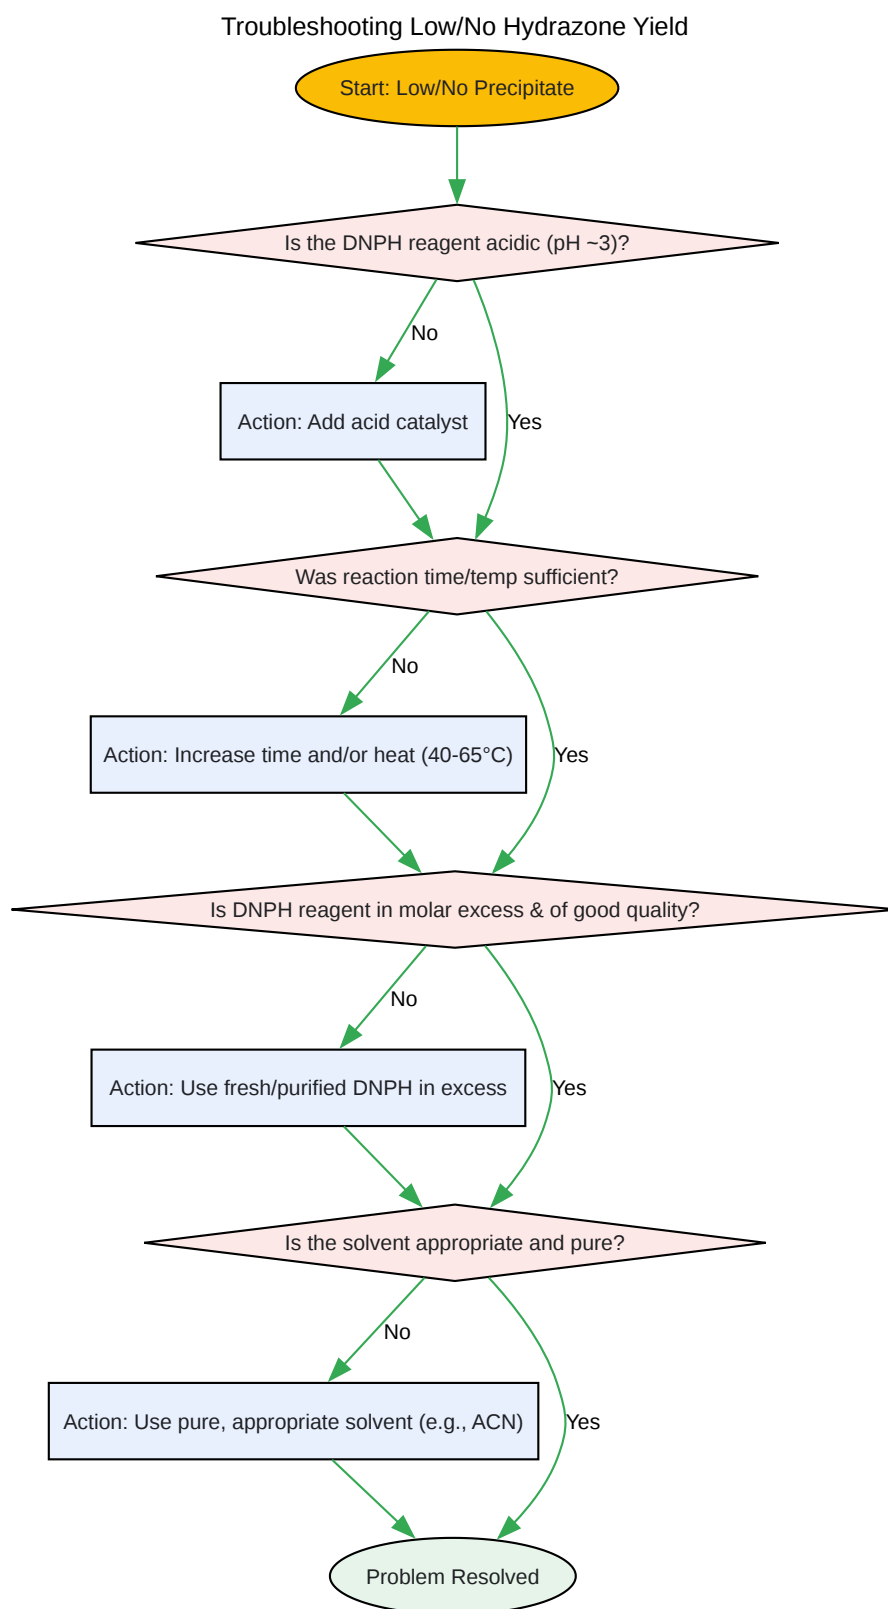 Troubleshooting Low/No Hydrazone Yield
Start: Low/No Precipitate
Is the DNPH reagent acidic (pH ~3)?
No
Action: Add acid catalyst
Yes
Was reaction time/temp sufficient?
No
Action: Increase time and/or heat (40-65°C)
Yes
Is DNPH reagent in molar excess & of good quality?
No
Action: Use fresh/purified DNPH in excess
Yes
Is the solvent appropriate and pure?
No
Action: Use pure, appropriate solvent (e.g., ACN)
Yes
Problem Resolved